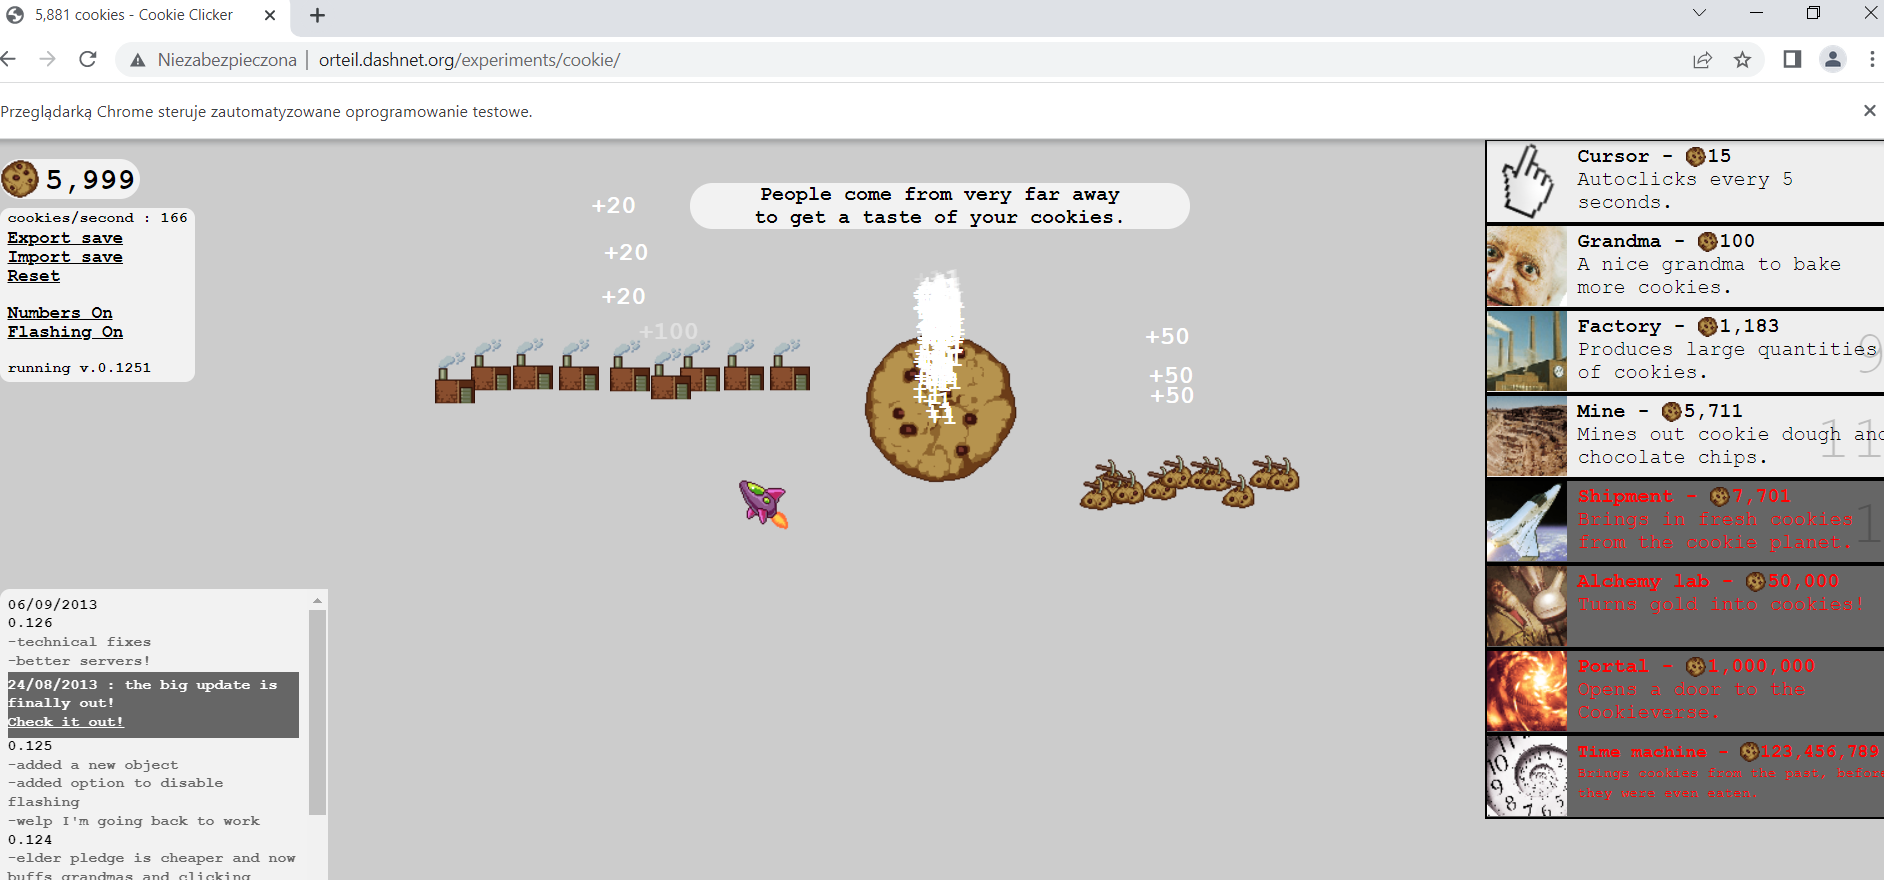 5,881 cookies - Cookie Clicker
Niezabezpieczona | orteil.dashnet.org/experiments/cookie/
Przeglądarką Chrome steruje zautomatyzowane oprogramowanie testowe.
5,999
cookies/second : 166
Export save
Import save
Reset
Numbers On
Flashing On
running v.0.1251
People come from very far away
to get a taste of your cookies.
+20
+20
+20
+100
+50
+50
+50
+1
Cursor - 15
Autoclicks every 5
seconds.
Grandma - 100
A nice grandma to bake
more cookies.
Factory - 1,183
Produces large quantities
of cookies.
9
Mine - 5,711
Mines out cookie dough and
chocolate chips.
11
Shipment - 7,701
Brings in fresh cookies
from the cookie planet.
1
Alchemy lab - 50,000
Turns gold into cookies!
Portal - 1,000,000
Opens a door to the
Cookieverse.
Time machine - 123,456,789
Brings cookies from the past, before
they were even eaten.
06/09/2013
0.126
-technical fixes
-better servers!
24/08/2013 : the big update is
finally out!
Check it out!
0.125
-added a new object
-added option to disable
flashing
-welp I'm going back to work
0.124
-elder pledge is cheaper and now
buffs grandmas and clicking